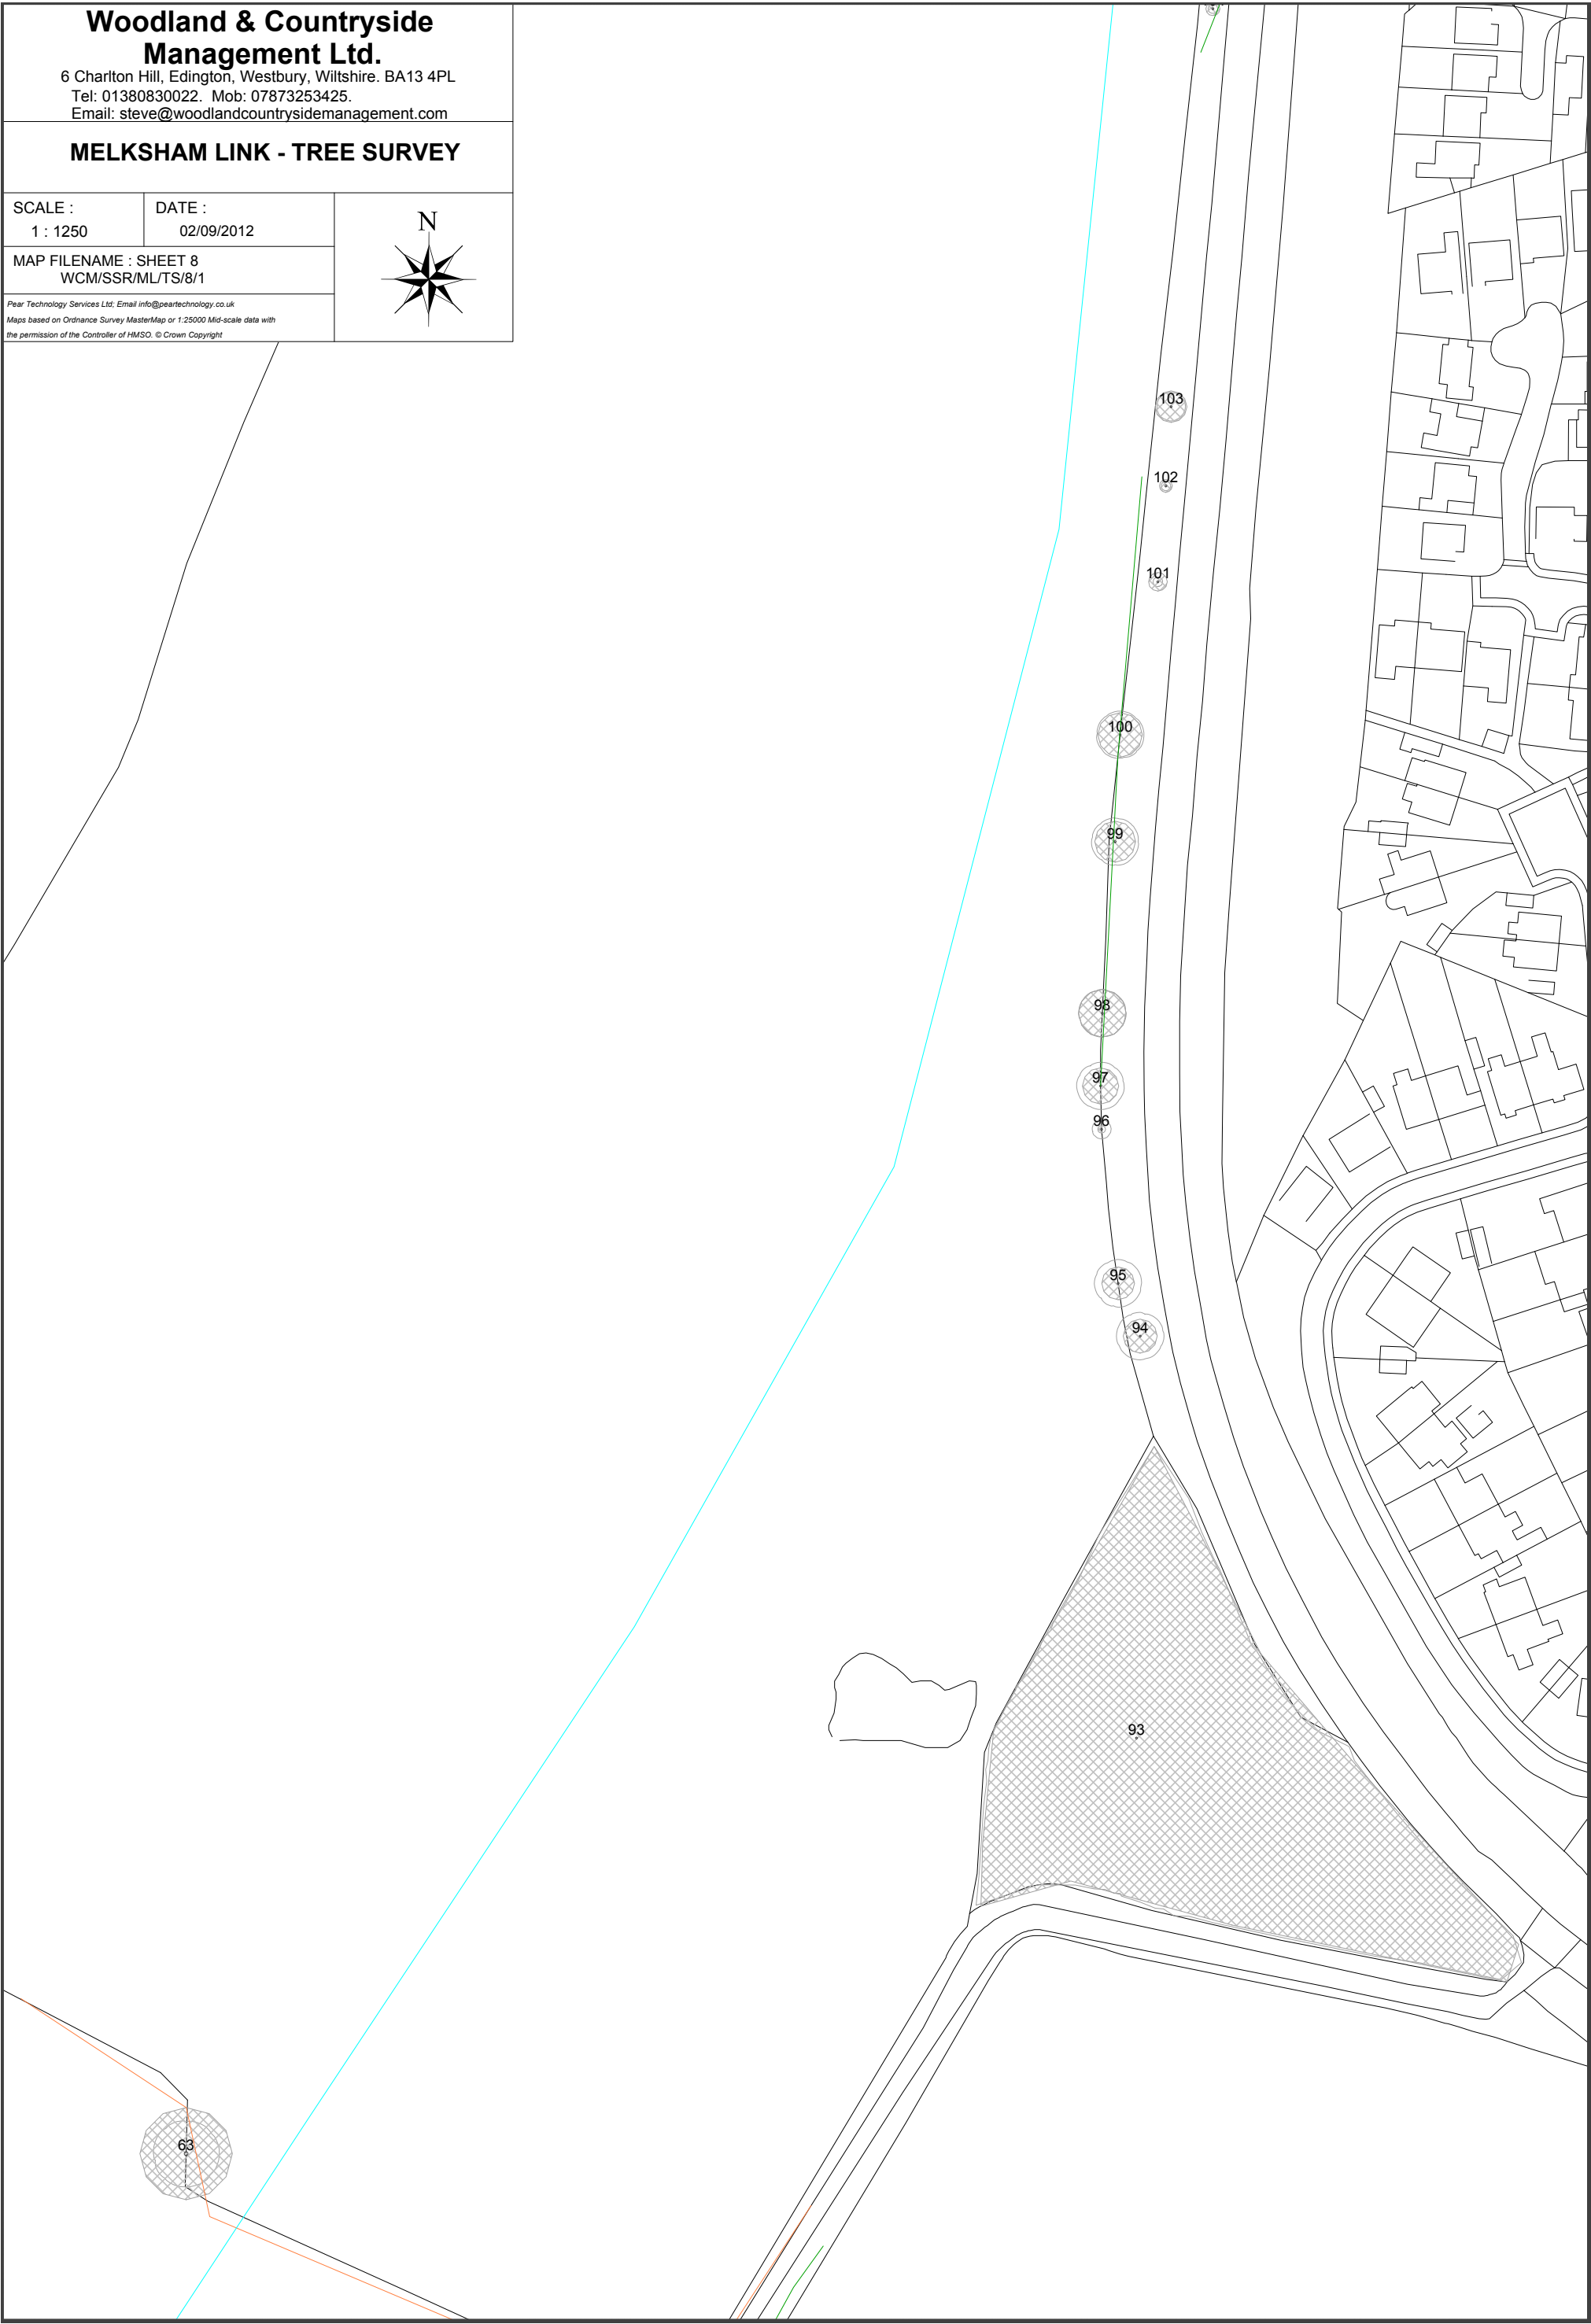 Woodland & Countryside
Management Ltd.
6 Charlton Hill, Edington, Westbury, Wiltshire. BA13 4PL
Tel: 01380830022. Mob: 07873253425.
Email: steve@woodlandcountrysidemanagement.com
MELKSHAM LINK - TREE SURVEY
SCALE :
1 : 1250
DATE :
02/09/2012
MAP FILENAME : SHEET 8
WCM/SSR/ML/TS/8/1
Pear Technology Services Ltd; Email info@peartechnology.co.uk
Maps based on Ordnance Survey MasterMap or 1:25000 Mid-scale data with
the permission of the Controller of HMSO. © Crown Copyright
N
103
102
101
100
99
98
97
96
95
94
93
63